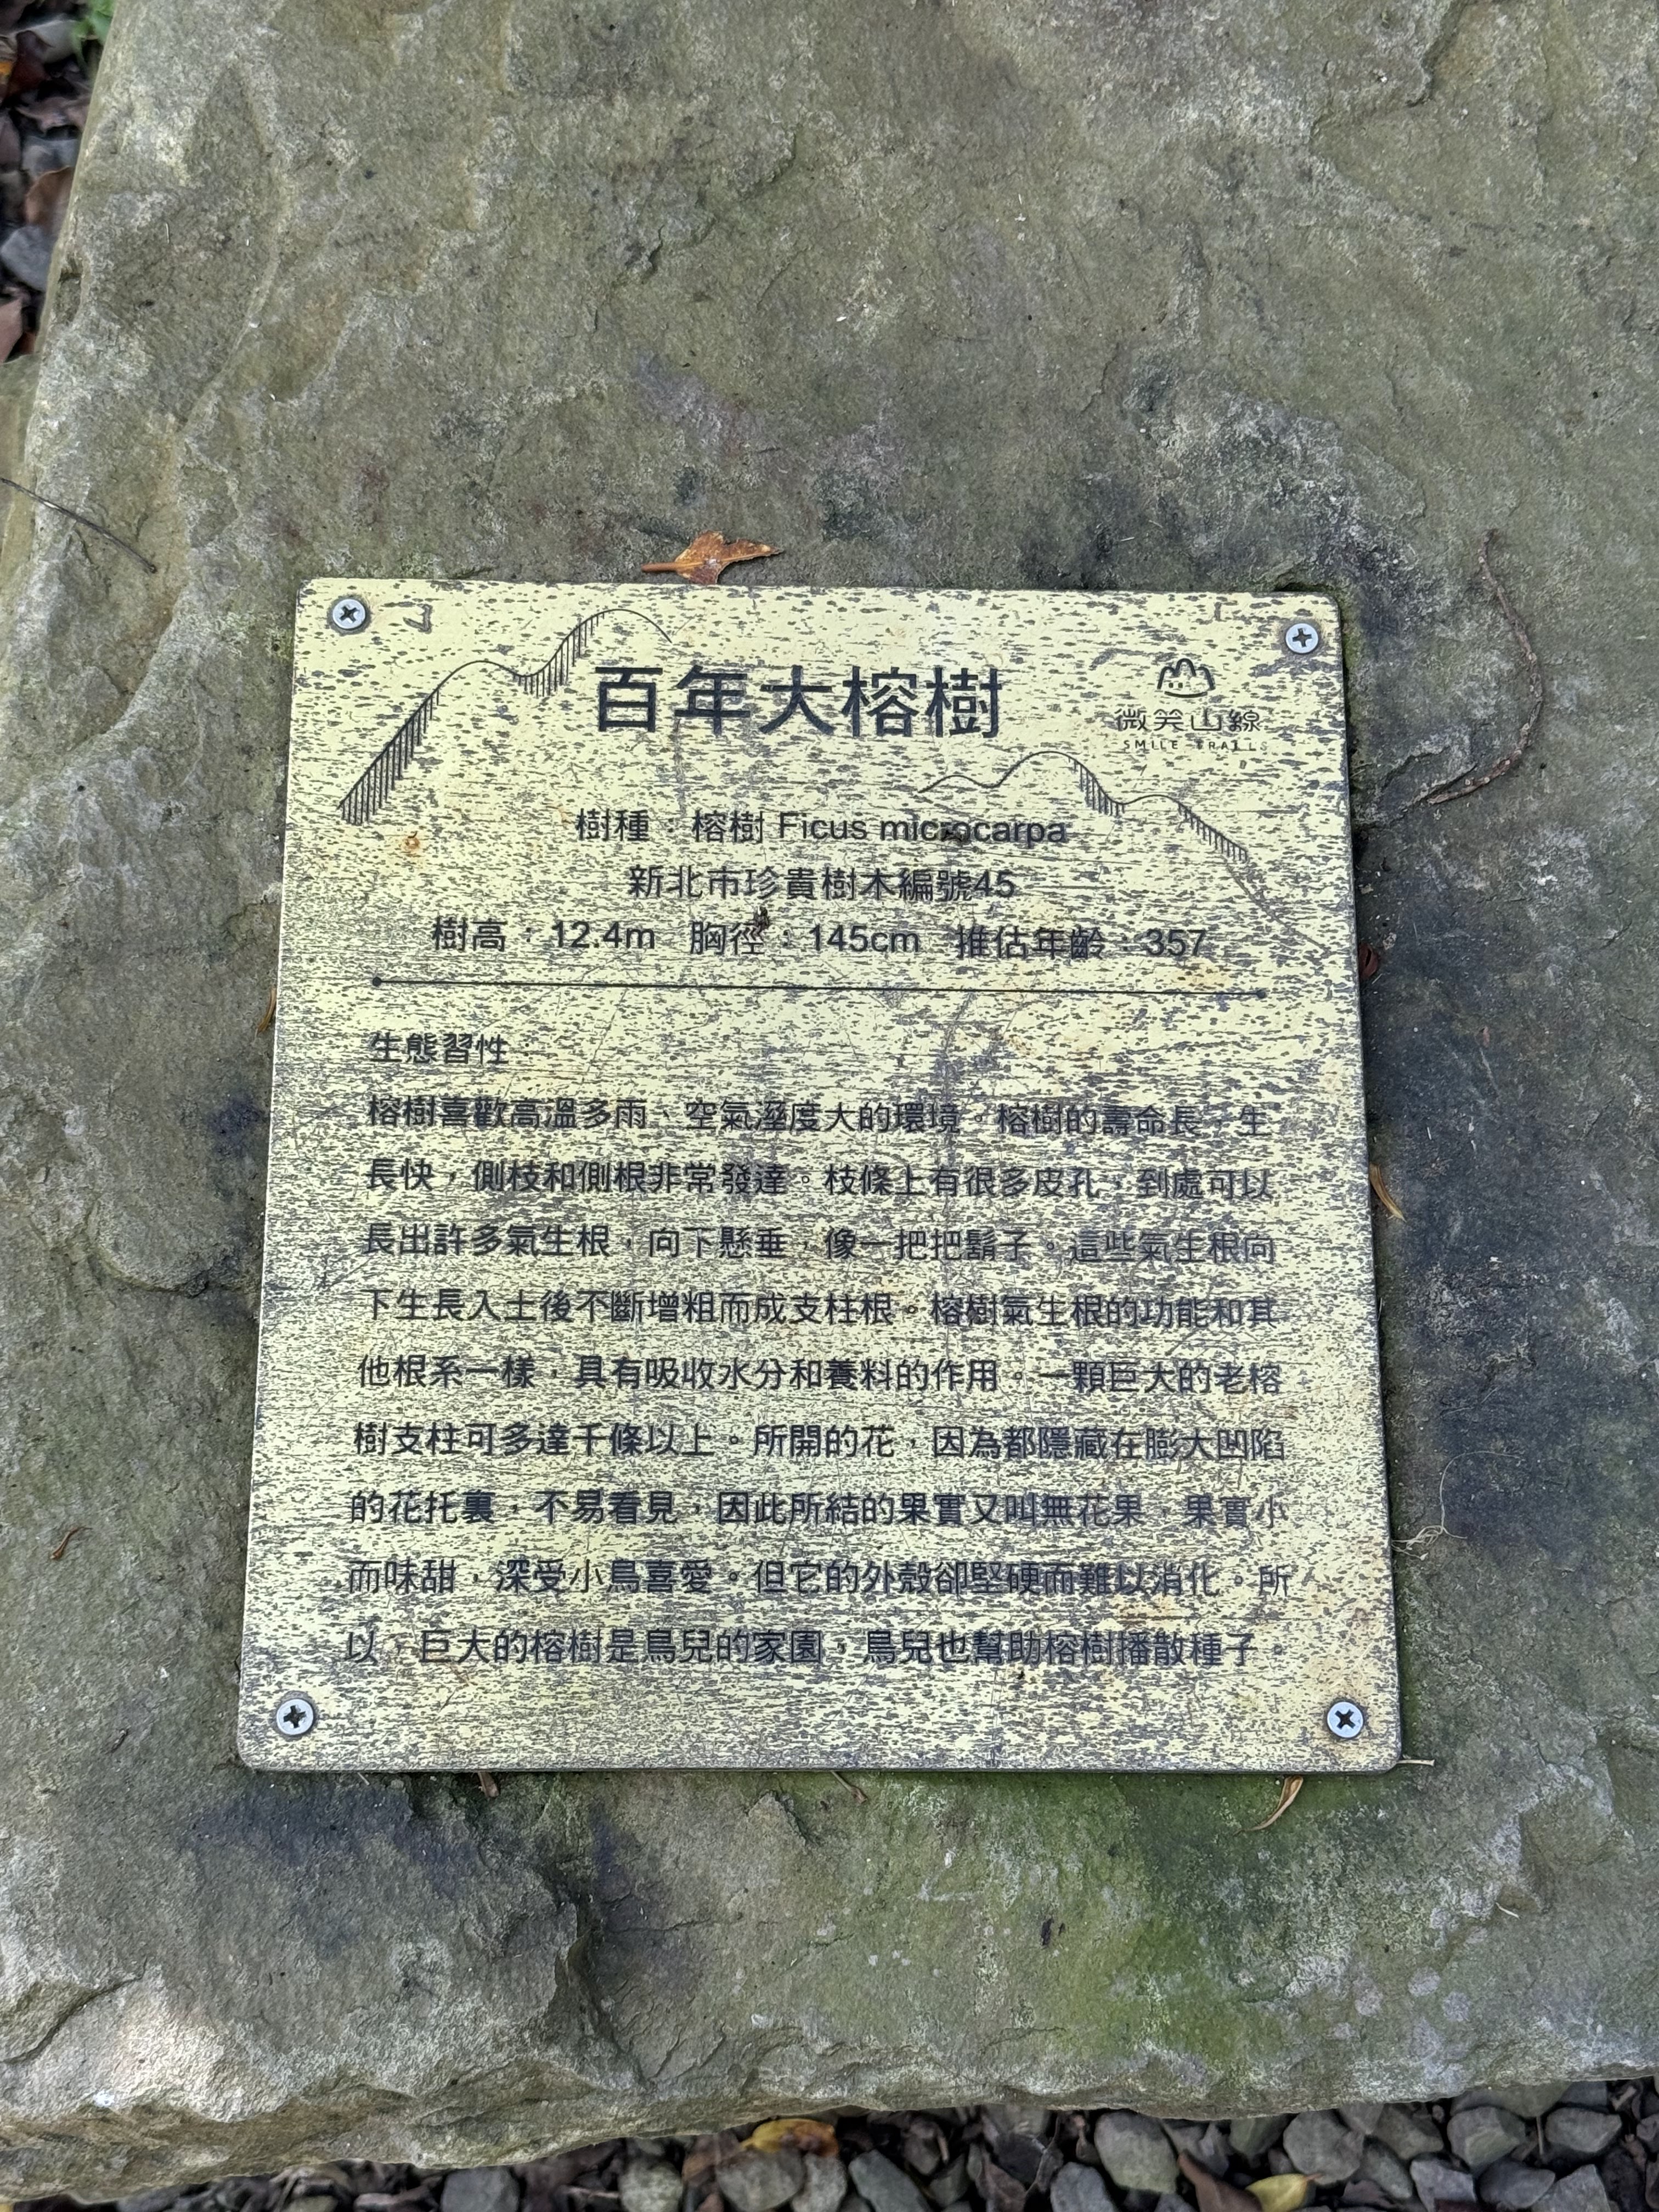 百年大榕樹
微笑山線
SMILE TRAILS
樹種：榕樹 Ficus microcarpa
新北市珍貴樹木編號45
樹高：12.4m 胸徑：145cm 推估年齡：357
生態習性：
榕樹喜歡高溫多雨、空氣溼度大的環境。榕樹的壽命長，生
長快，側枝和側根非常發達。枝條上有很多皮孔，到處可以
長出許多氣生根，向下懸垂，像一把把鬍子。這些氣生根向
下生長入土後不斷增粗而成支柱根。榕樹氣生根的功能和其
他根系一樣，具有吸收水分和養料的作用。一顆巨大的老榕
樹支柱可多達千條以上。所開的花，因為都隱藏在膨大凹陷
的花托裏，不易看見，因此所結的果實又叫無花果，果實小
而味甜，深受小鳥喜愛。但它的外殼卻堅硬而難以消化。所
以，巨大的榕樹是鳥兒的家園，鳥兒也幫助榕樹播散種子。